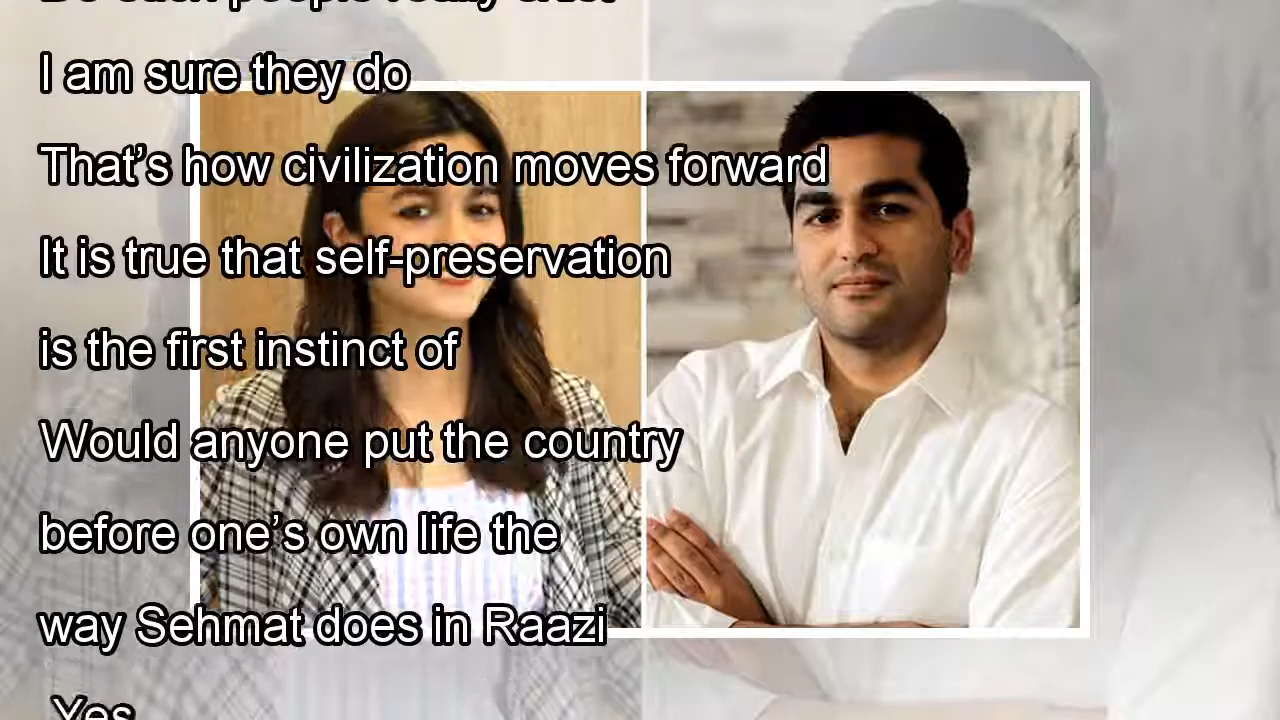 I am sure they do
That’s how civilization moves forward
It is true that self-preservation
is the first instinct of
Would anyone put the country
before one’s own life the
way Sehmat does in Raazi
Yes